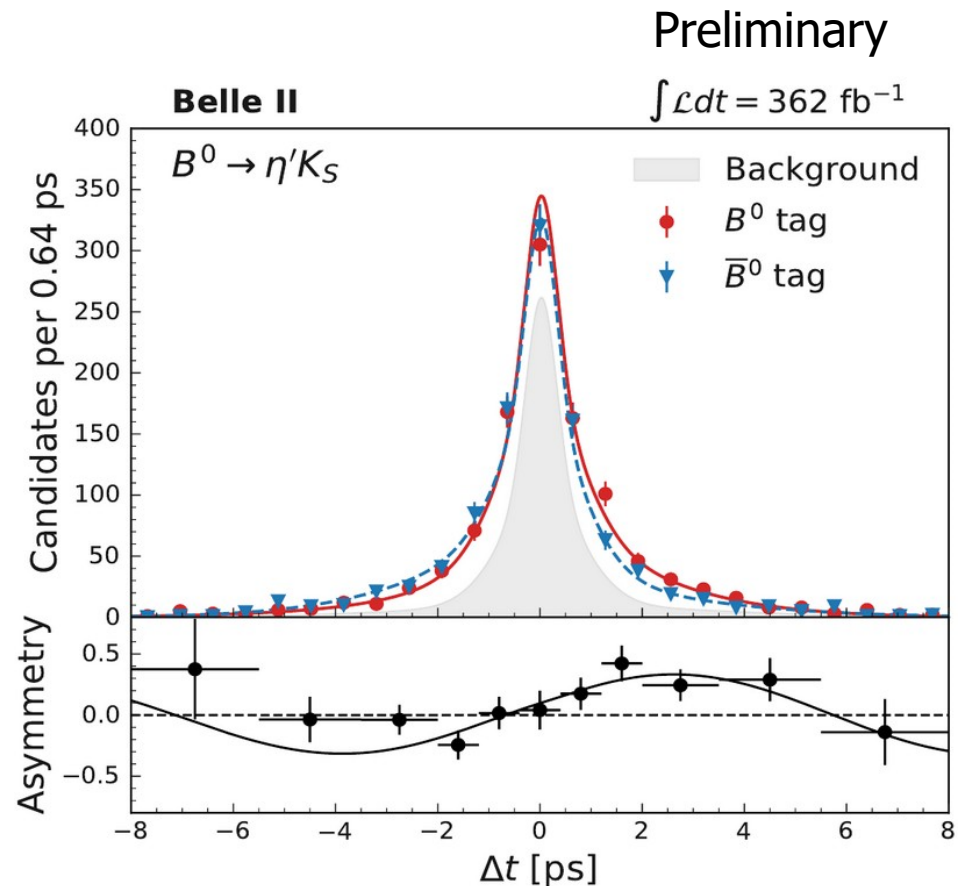 Preliminary
Belle II
∫ℒdt = 362 fb⁻¹
B⁰ → η′K_S
Background
B⁰ tag
B̅⁰ tag
Candidates per 0.64 ps
400
350
300
250
200
150
100
50
0
Asymmetry
0.5
0.0
−0.5
−8 −6 −4 −2 0 2 4 6 8
Δt [ps]